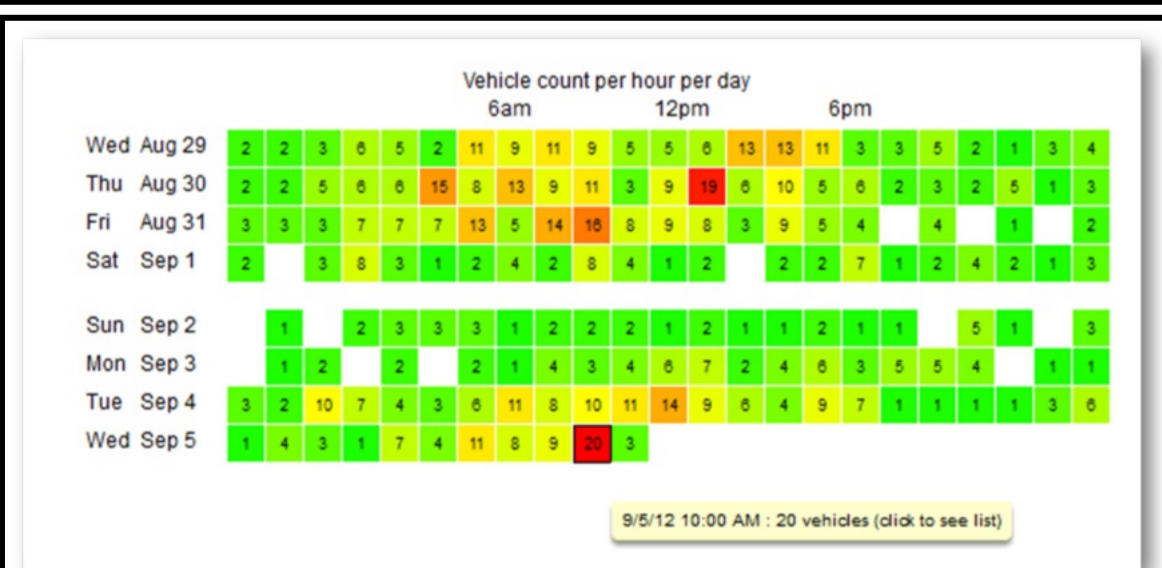 Vehicle count per hour per day
6am 12pm 6pm
Wed Aug 29 2 2 3 6 5 2 11 9 11 9 5 5 6 13 13 11 3 3 5 2 1 3 4
Thu Aug 30 2 2 5 6 6 15 8 13 9 11 3 9 19 6 10 5 6 2 3 2 5 1 3
Fri Aug 31 3 3 3 7 7 7 13 5 14 16 8 9 8 3 9 5 4 4 1 2
Sat Sep 1 2 3 8 3 1 2 4 2 8 4 1 2 2 2 7 1 2 4 2 1 3
Sun Sep 2 1 2 3 3 3 1 2 2 2 1 2 1 1 2 1 1 5 1 3
Mon Sep 3 1 2 2 2 1 4 3 4 6 7 2 4 6 3 5 5 4 1 1
Tue Sep 4 3 2 10 7 4 3 6 11 8 10 11 14 9 6 4 9 7 1 1 1 1 3 6
Wed Sep 5 1 4 3 1 7 4 11 8 9 20 3
9/5/12 10:00 AM : 20 vehicles (click to see list)